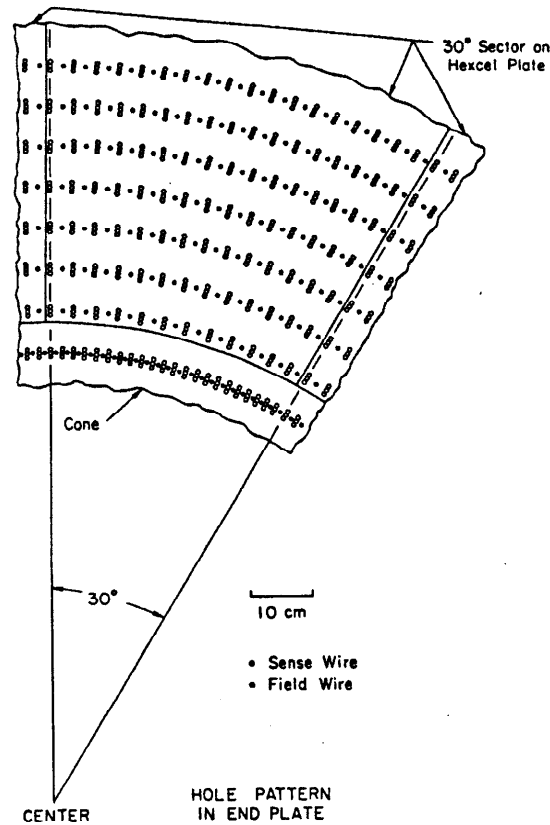 30° Sector on
Hexcel Plate
Cone
30°
10 cm
• Sense Wire
• Field Wire
CENTER
HOLE PATTERN
IN END PLATE